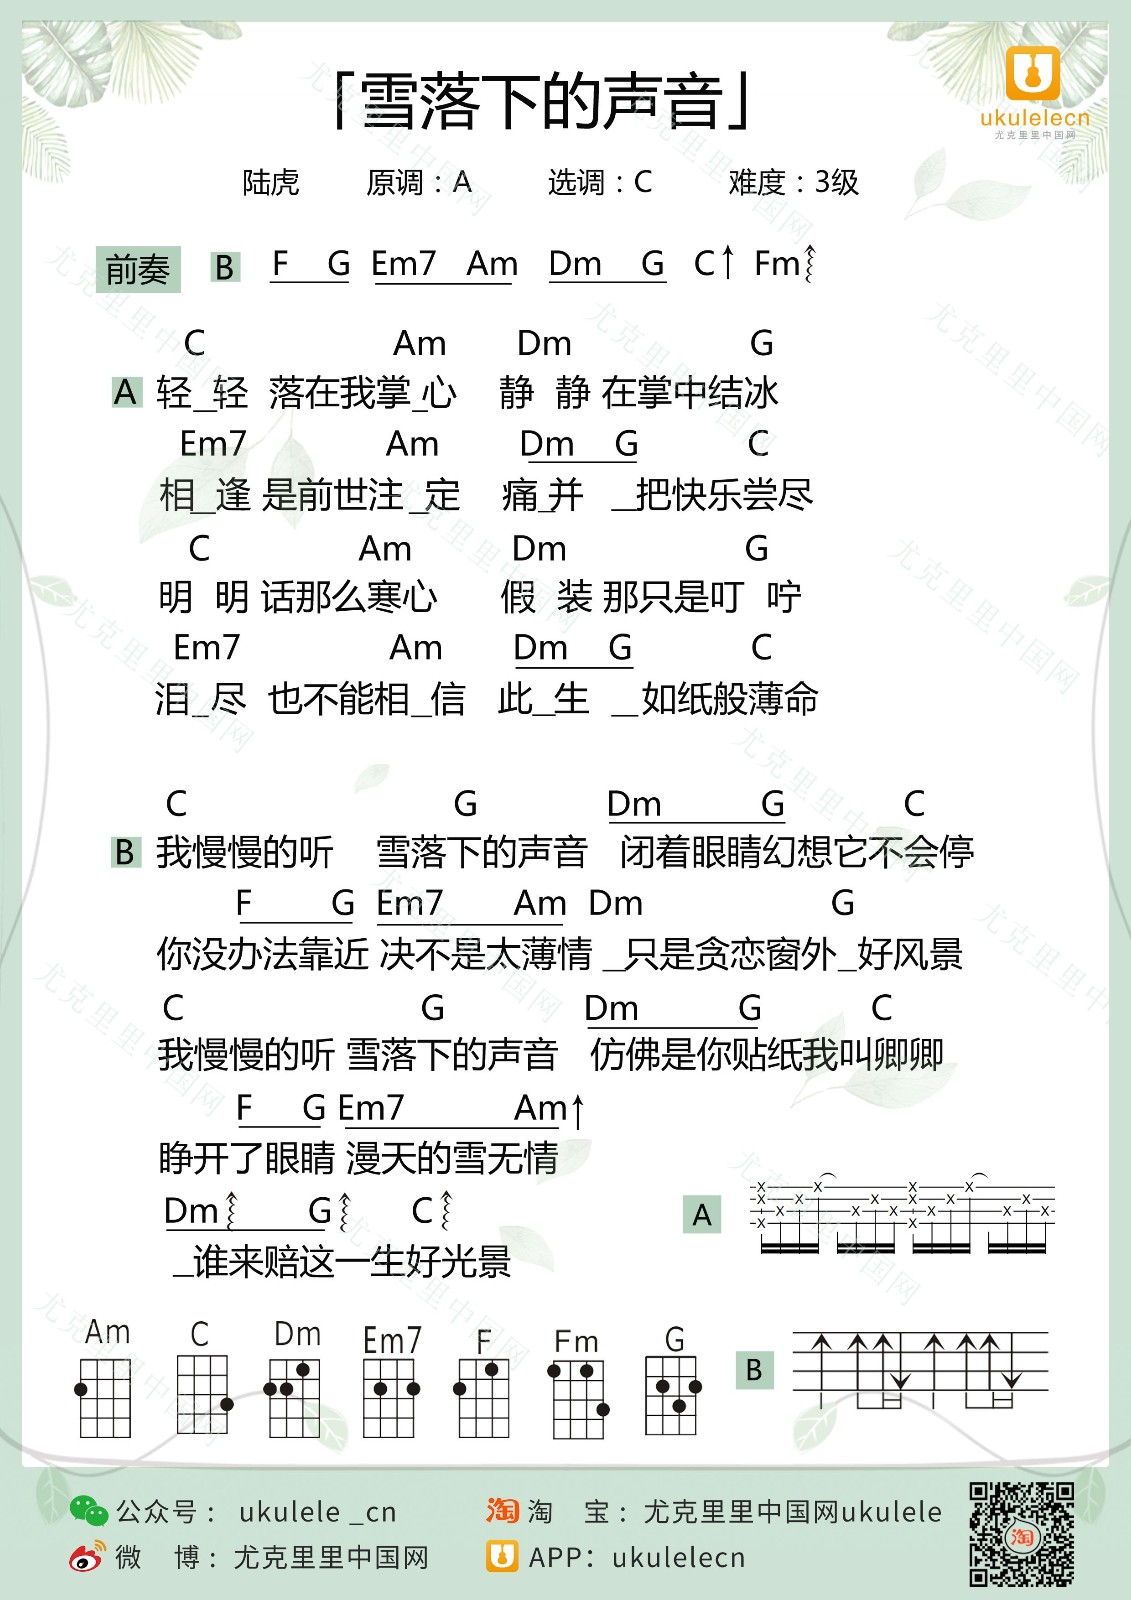 「雪落下的声音」
ukulelecn
尤克里里中国网
陆虎 原调：A 选调：C 难度：3级
前奏 B F G Em7 Am Dm G C↑ Fm
C Am Dm G
A 轻_轻 落在我掌_心 静 静 在掌中结冰
Em7 Am Dm G C
相_逢 是前世注_定 痛_并 _把快乐尝尽
C Am Dm G
明 明 话那么寒心 假 装 那只是叮 咛
Em7 Am Dm G C
泪_尽 也不能相_信 此_生 _如纸般薄命
C G Dm G C
B 我慢慢的听 雪落下的声音 闭着眼睛幻想它不会停
F G Em7 Am Dm G
你没办法靠近 决不是太薄情 _只是贪恋窗外_好风景
C G Dm G C
我慢慢的听 雪落下的声音 仿佛是你贴纸我叫卿卿
F G Em7 Am↑
睁开了眼睛 漫天的雪无情
Dm G C
_谁来赔这一生好光景
A
Am C Dm Em7 F Fm G
B
公众号：ukulele _cn
淘 宝：尤克里里中国网ukulele
微 博：尤克里里中国网
APP：ukulelecn
淘